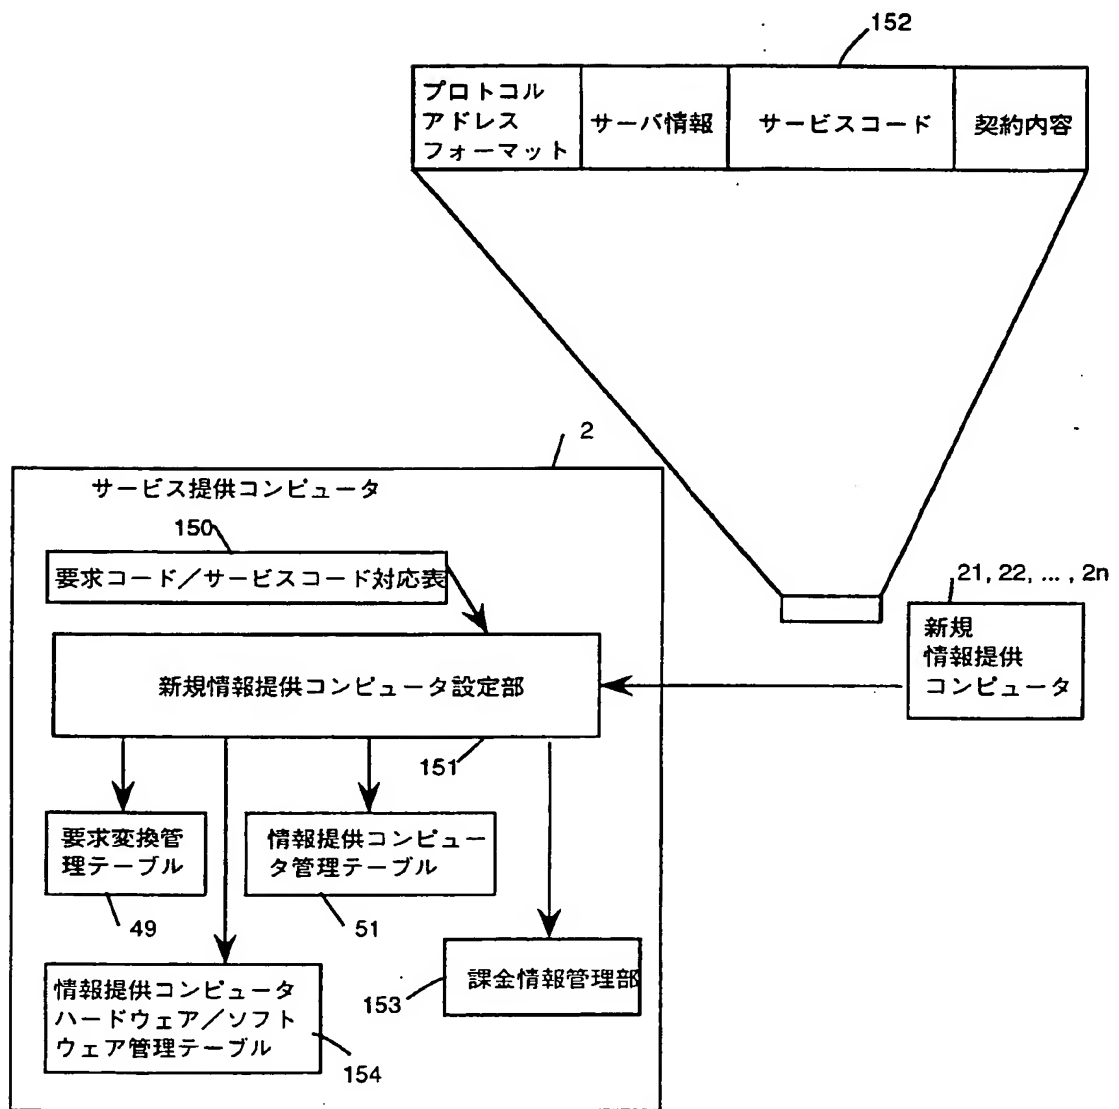 152
プロトコル
アドレス
フォーマット
サーバ情報
サービスコード
契約内容
2
サービス提供コンピュータ
150
要求コード／サービスコード対応表
21, 22, ... , 2n
新規
情報提供
コンピュータ
新規情報提供コンピュータ設定部
151
要求変換管
理テーブル
49
情報提供コンピュー
タ管理テーブル
51
課金情報管理部
153
情報提供コンピュータ
ハードウェア／ソフト
ウェア管理テーブル
154